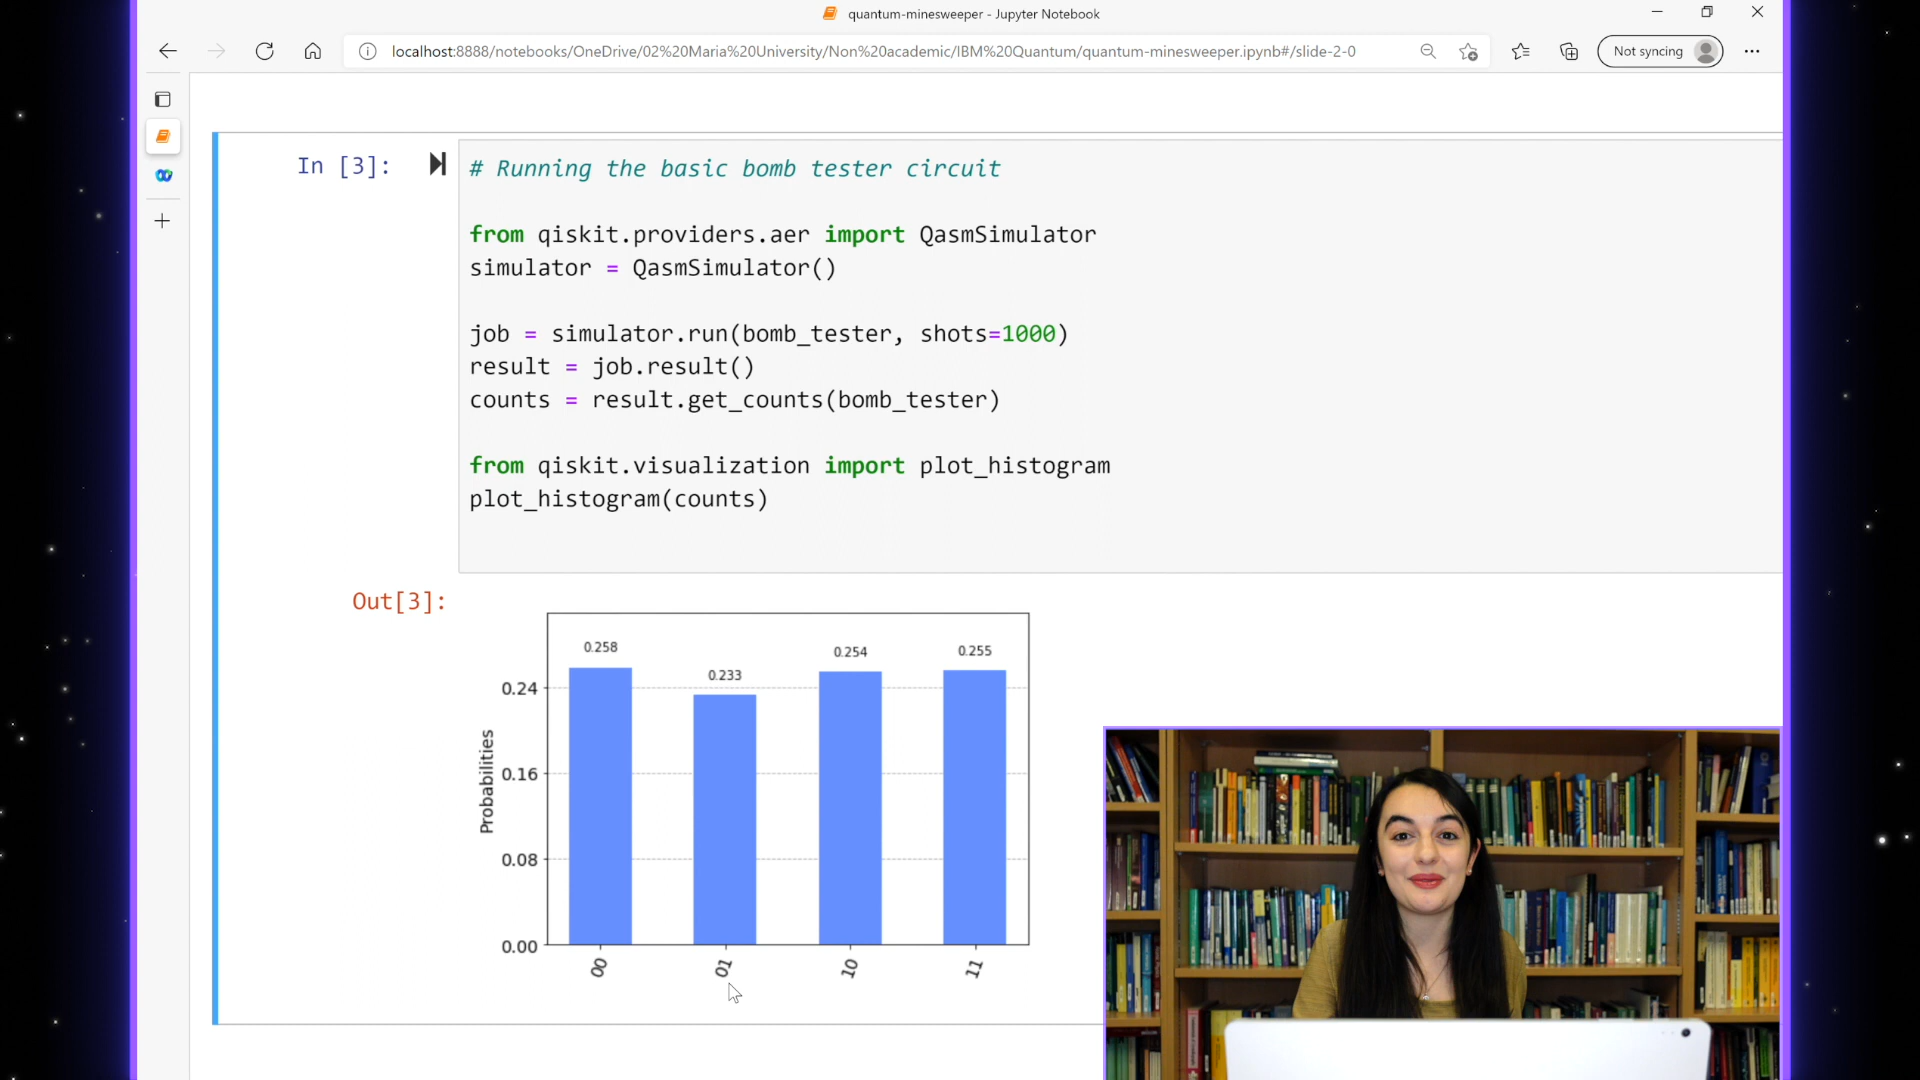 quantum-minesweeper - Jupyter Notebook
localhost:8888/notebooks/OneDrive/02%20Maria%20University/Non%20academic/IBM%20Quantum/quantum-minesweeper.ipynb#/slide-2-0
Not syncing
In [3]:
# Running the basic bomb tester circuit
from qiskit.providers.aer import QasmSimulator
simulator = QasmSimulator()
job = simulator.run(bomb_tester, shots=1000)
result = job.result()
counts = result.get_counts(bomb_tester)
from qiskit.visualization import plot_histogram
plot_histogram(counts)
Out[3]:
0.258
0.233
0.254
0.255
0.24
0.16
0.08
0.00
Probabilities
00
01
10
11